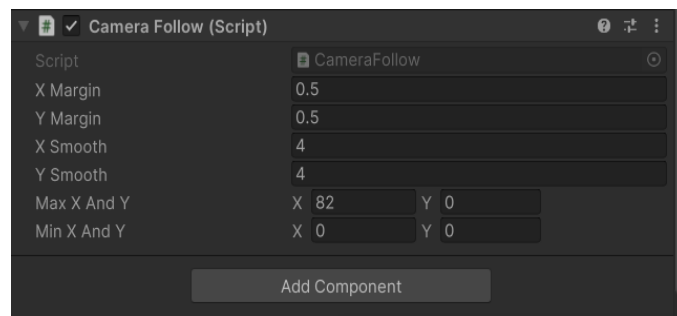 Camera Follow (Script)
Script CameraFollow
X Margin 0.5
Y Margin 0.5
X Smooth 4
Y Smooth 4
Max X And Y X 82 Y 0
Min X And Y X 0 Y 0
Add Component